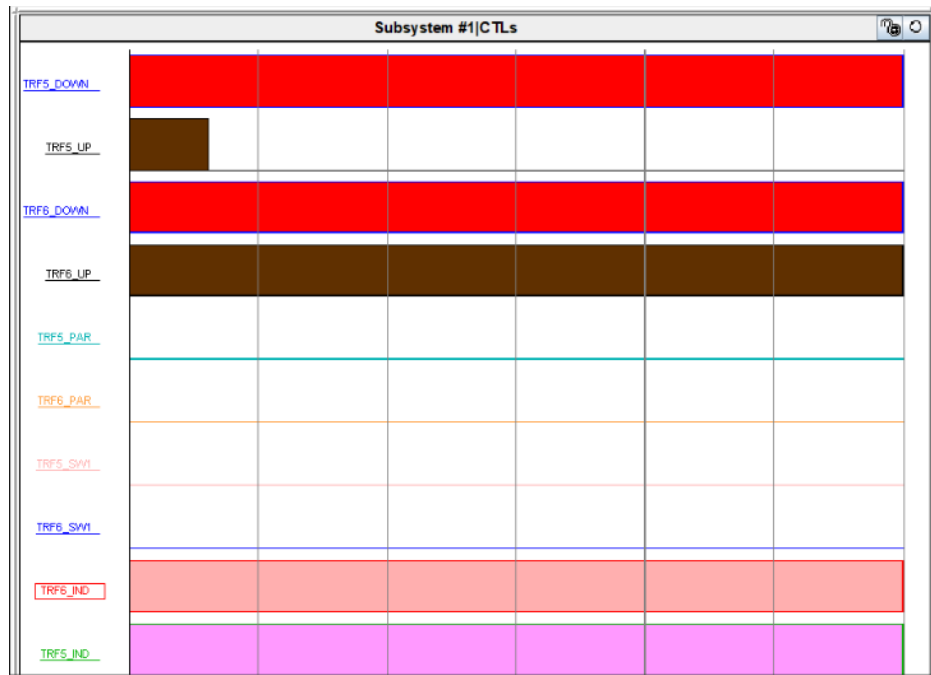 Subsystem #1|CTLs
TRF5_DOWN
TRF5_UP
TRF6_DOWN
TRF6_UP
TRF5_PAR
TRF6_PAR
TRF5_SW1
TRF6_SW1
TRF6_IND
TRF5_IND